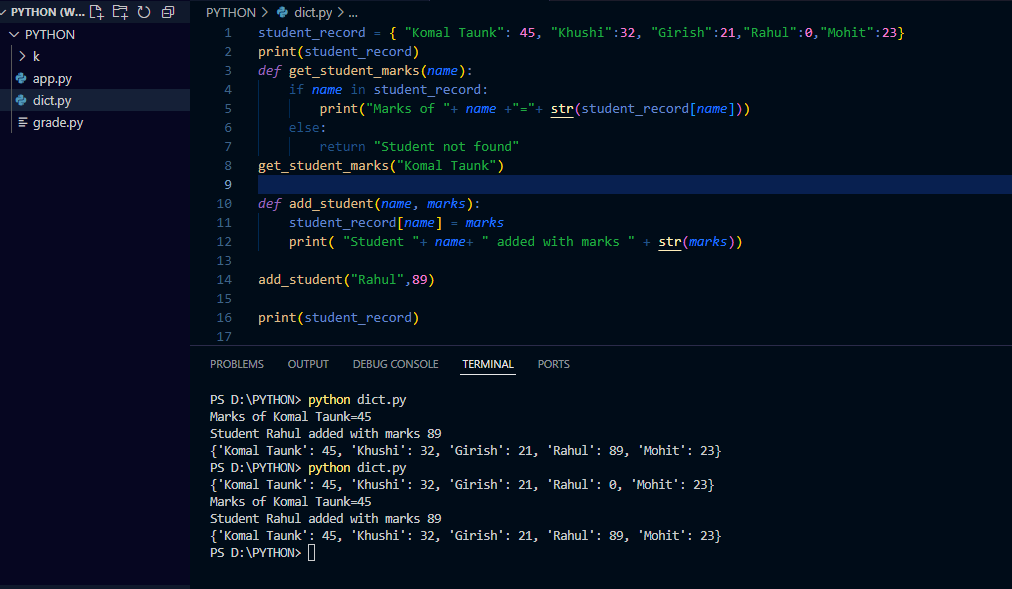 PYTHON (W...
PYTHON
k
app.py
dict.py
grade.py
PYTHON > dict.py > ...
1 student_record = { "Komal Taunk": 45, "Khushi":32, "Girish":21,"Rahul":0,"Mohit":23}
2 print(student_record)
3 def get_student_marks(name):
4     if name in student_record:
5         print("Marks of "+ name +"="+ str(student_record[name]))
6     else:
7         return "Student not found"
8 get_student_marks("Komal Taunk")
9
10 def add_student(name, marks):
11     student_record[name] = marks
12     print( "Student "+ name+ " added with marks " + str(marks))
13
14 add_student("Rahul",89)
15
16 print(student_record)
17
PROBLEMS OUTPUT DEBUG CONSOLE TERMINAL PORTS
PS D:\PYTHON> python dict.py
Marks of Komal Taunk=45
Student Rahul added with marks 89
{'Komal Taunk': 45, 'Khushi': 32, 'Girish': 21, 'Rahul': 89, 'Mohit': 23}
PS D:\PYTHON> python dict.py
{'Komal Taunk': 45, 'Khushi': 32, 'Girish': 21, 'Rahul': 0, 'Mohit': 23}
Marks of Komal Taunk=45
Student Rahul added with marks 89
{'Komal Taunk': 45, 'Khushi': 32, 'Girish': 21, 'Rahul': 89, 'Mohit': 23}
PS D:\PYTHON>